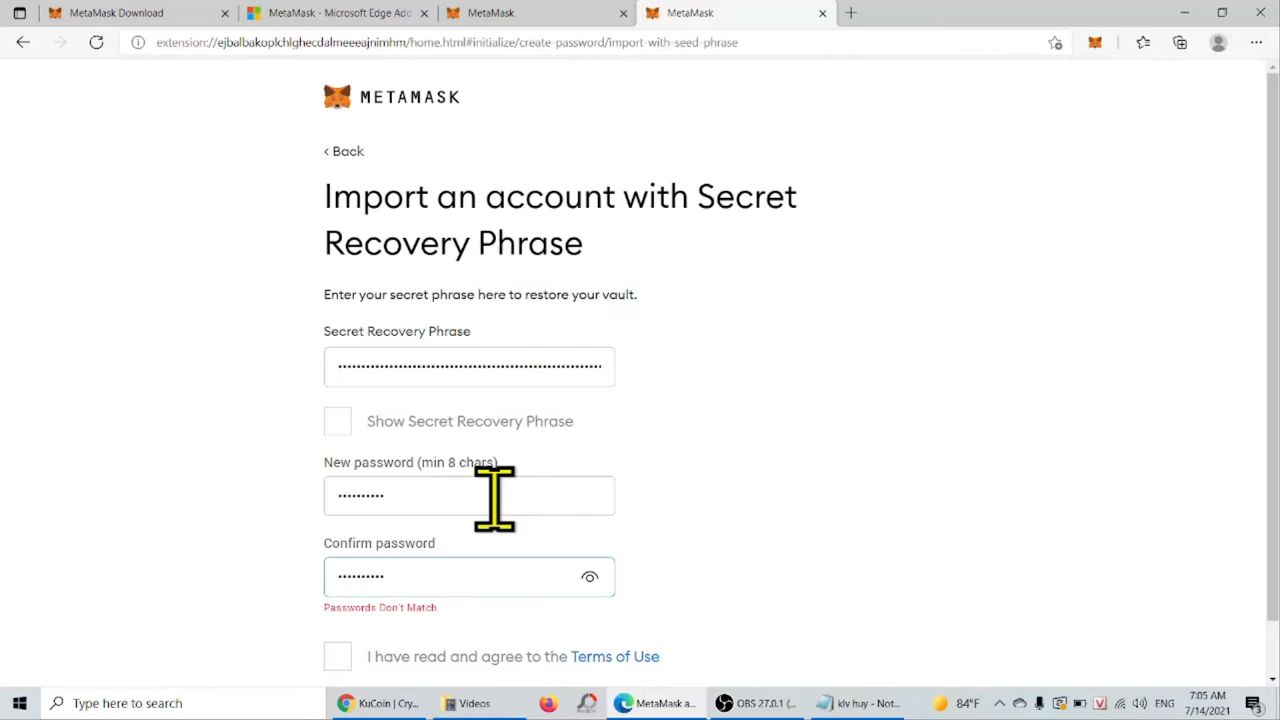 MetaMask Download
MetaMask - Microsoft Edge Add
MetaMask
MetaMask
extension://ejbalbakoplchlghecdalmeeeajnimhm/home.html#initialize/create-password/import-with-seed-phrase
METAMASK
< Back
Import an account with Secret
Recovery Phrase
Enter your secret phrase here to restore your vault.
Secret Recovery Phrase
Show Secret Recovery Phrase
New password (min 8 chars)
Confirm password
Passwords Don't Match
I have read and agree to the Terms of Use
Type here to search
KuCoin | Cry...
Videos
MetaMask a...
OBS 27.0.1 (...
klv huy - Not...
84°F
ENG
7:05 AM
7/14/2021
3